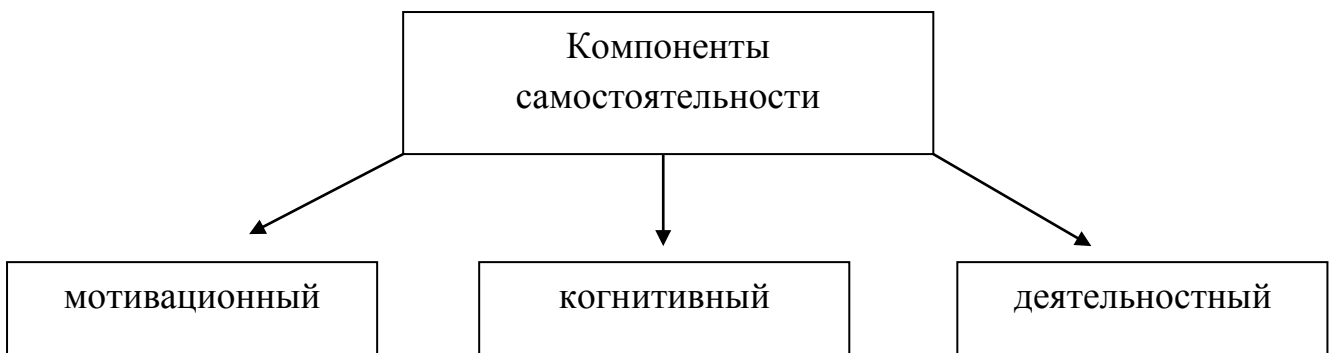 Компоненты
самостоятельности
мотивационный
когнитивный
деятельностный